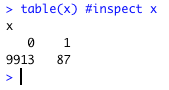 > table(x) #inspect x
x
   0    1
9913   87
>